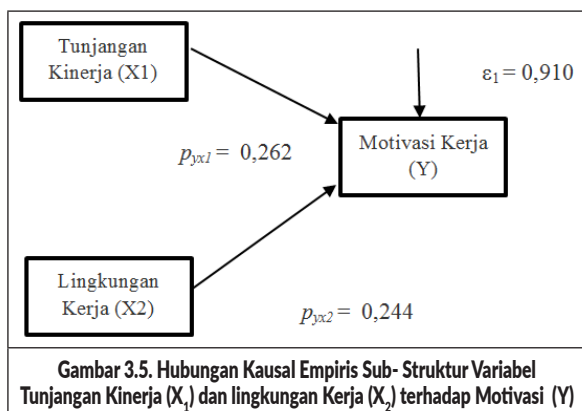 Tunjangan
Kinerja (X1)
ε₁ = 0,910
Motivasi Kerja
(Y)
pyx1 = 0,262
Lingkungan
Kerja (X2)
pyx2 = 0,244
Gambar 3.5. Hubungan Kausal Empiris Sub- Struktur Variabel
Tunjangan Kinerja (X₁) dan lingkungan Kerja (X₂) terhadap Motivasi (Y)